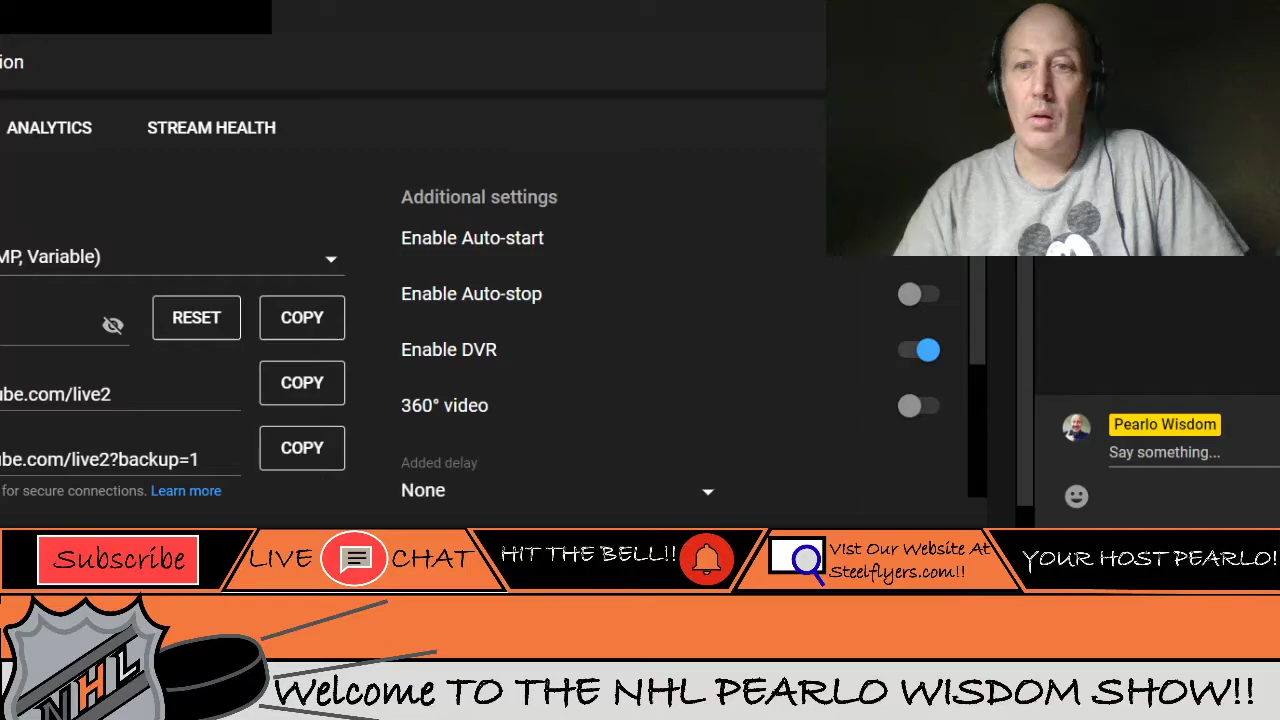 ion
ANALYTICS
STREAM HEALTH
Additional settings
MP, Variable)
Enable Auto-start
Enable Auto-stop
RESET
COPY
Enable DVR
ube.com/live2
COPY
360° video
ube.com/live2?backup=1
COPY
for secure connections. Learn more
Added delay
None
Pearlo Wisdom
Say something...
Subscribe
LIVE CHAT
HIT THE BELL!!
VIst Our Website At
Steelflyers.com!!
YOUR HOST PEARLO!
NHL
Welcome TO THE NHL PEARLO WISDOM SHOW!!